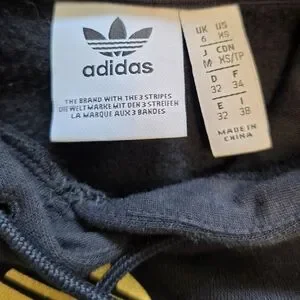 adidas
THE BRAND WITH THE 3 STRIPES
DIE WELTMARKE MIT DEN 3 STREIFEN
LA MARQUE AUX 3 BANDES
UK US
6 XS
J CDN
M XS/TP
D F
32 34
E I
32 38
MADE IN
CHINA